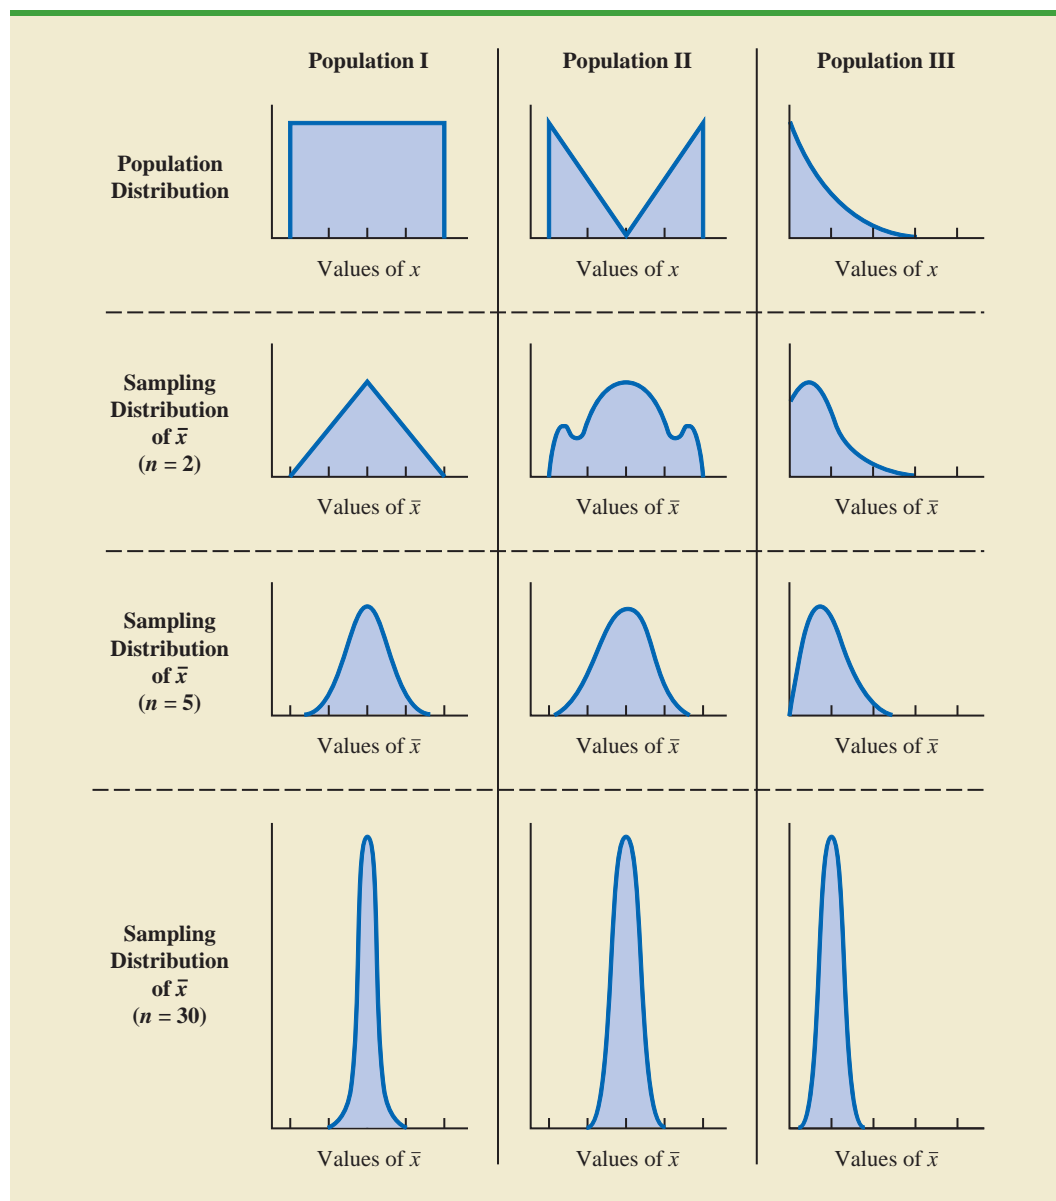 Population I
Population II
Population III
Population
Distribution
Values of x
Values of x
Values of x
Sampling
Distribution
of x̄
(n = 2)
Values of x̄
Values of x̄
Values of x̄
Sampling
Distribution
of x̄
(n = 5)
Values of x̄
Values of x̄
Values of x̄
Sampling
Distribution
of x̄
(n = 30)
Values of x̄
Values of x̄
Values of x̄